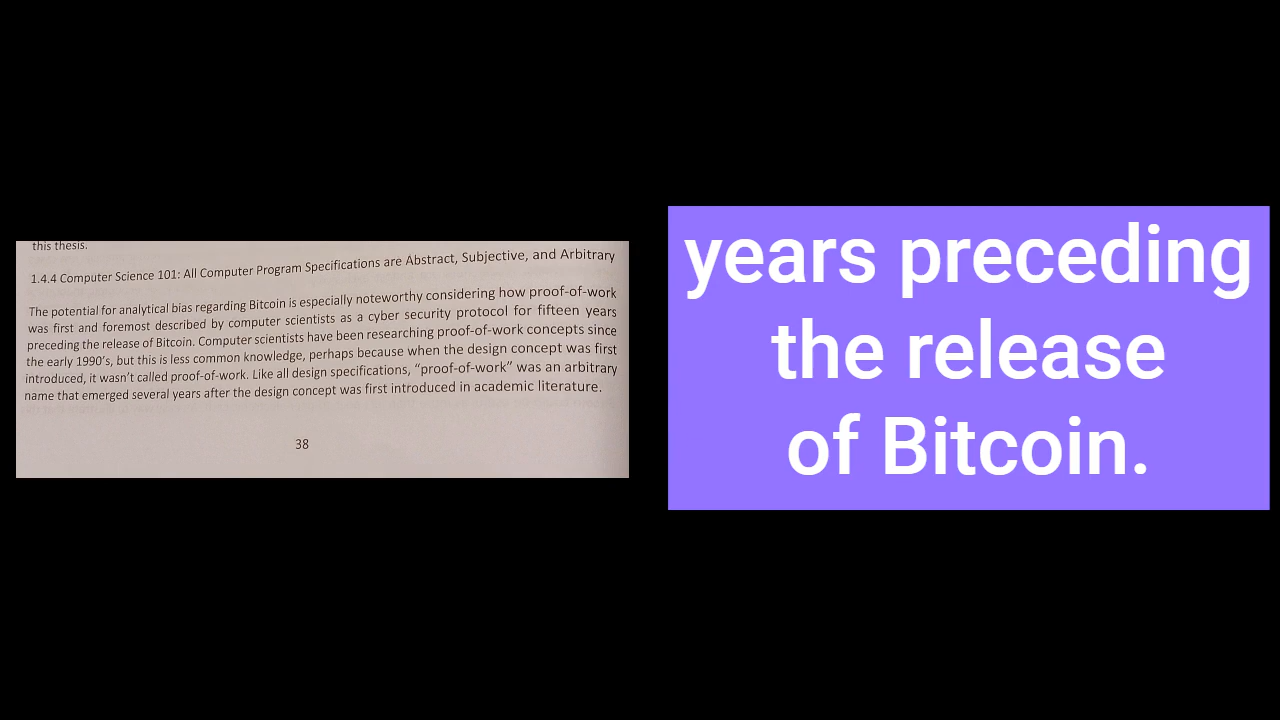 this thesis.
1.4.4 Computer Science 101: All Computer Program Specifications are Abstract, Subjective, and Arbitrary
The potential for analytical bias regarding Bitcoin is especially noteworthy considering how proof-of-work
was first and foremost described by computer scientists as a cyber security protocol for fifteen years
preceding the release of Bitcoin. Computer scientists have been researching proof-of-work concepts since
the early 1990’s, but this is less common knowledge, perhaps because when the design concept was first
introduced, it wasn’t called proof-of-work. Like all design specifications, “proof-of-work” was an arbitrary
name that emerged several years after the design concept was first introduced in academic literature.
38
years preceding
the release
of Bitcoin.